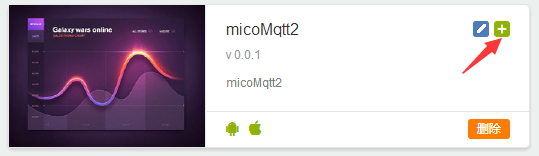 Galaxy wars online
micoMqtt2
v 0.0.1
micoMqtt2
删除